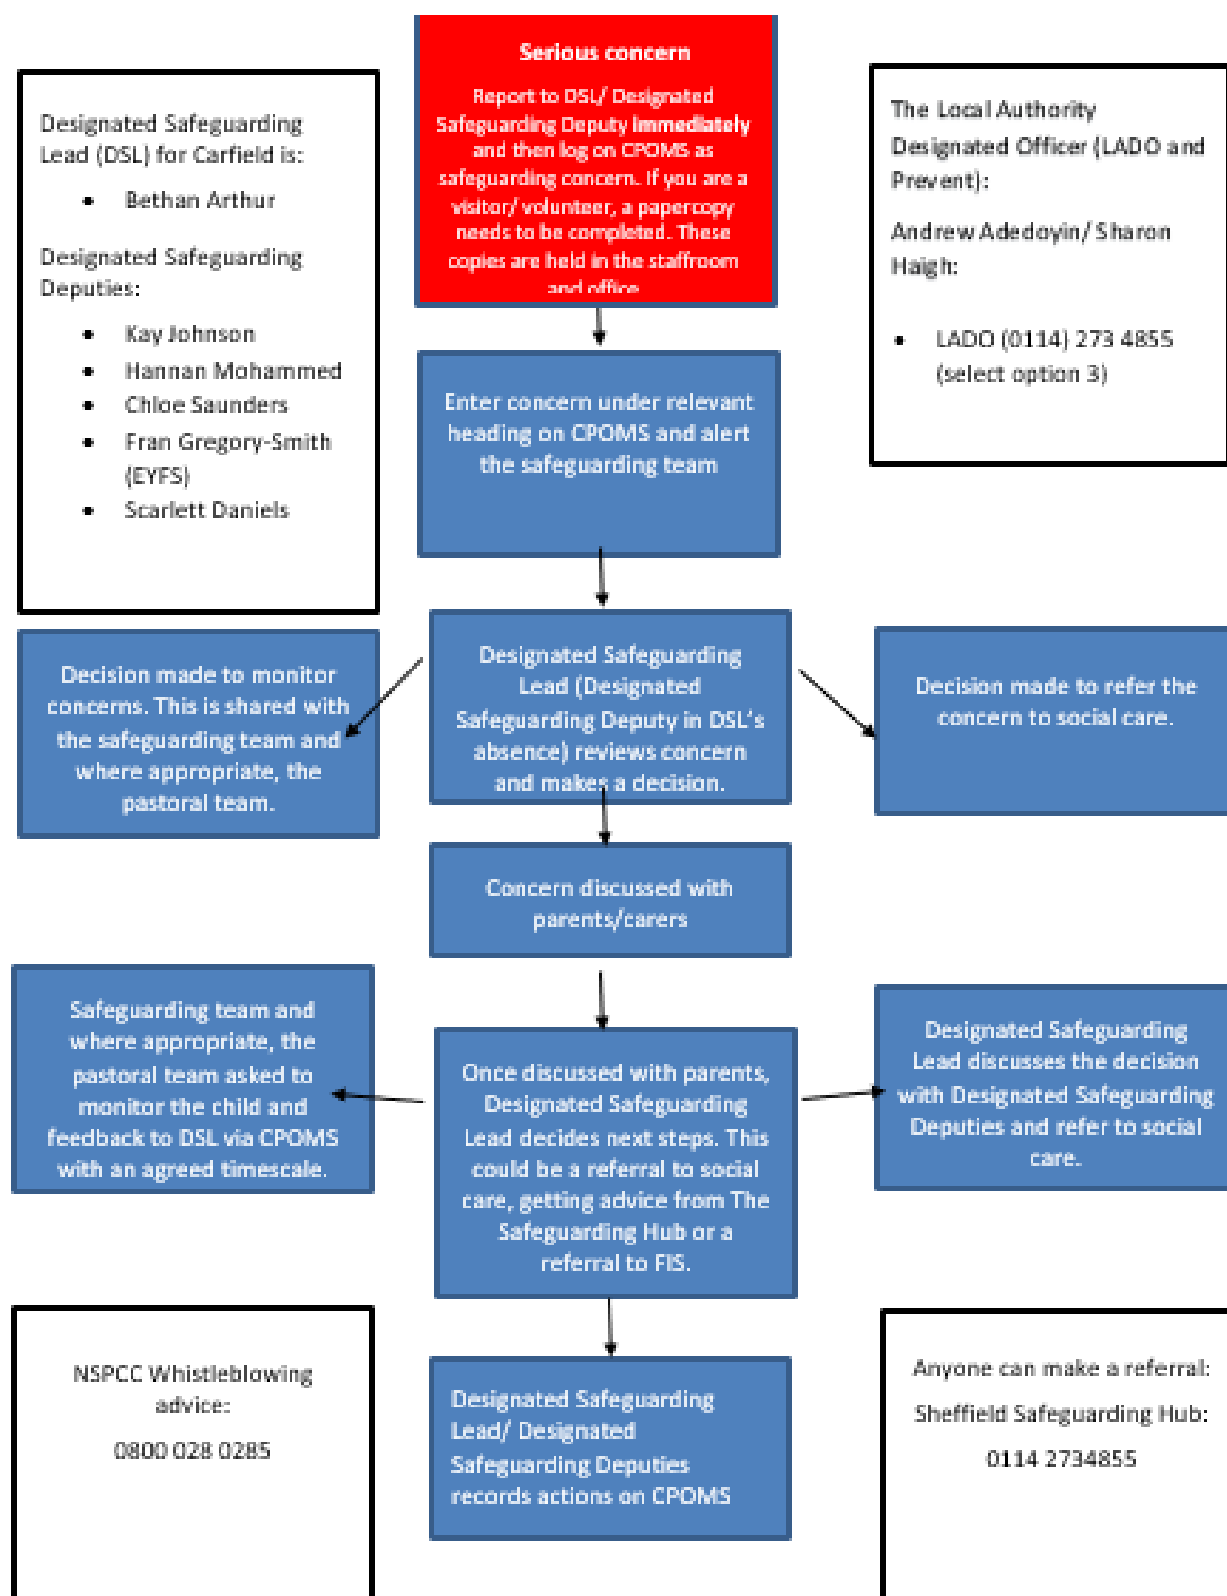 Serious concern
Report to DSL/ Designated
Safeguarding Deputy immediately
and then log on CPOMS as
safeguarding concern. If you are a
visitor/ volunteer, a papercopy
needs to be completed. These
copies are held in the staffroom
and office
Designated Safeguarding
Lead (DSL) for Carfield is:
• Bethan Arthur
Designated Safeguarding
Deputies:
• Kay Johnson
• Hannan Mohammed
• Chloe Saunders
• Fran Gregory-Smith
(EYFS)
• Scarlett Daniels
The Local Authority
Designated Officer (LADO and
Prevent):
Andrew Adedoyin/ Sharon
Haigh:
• LADO (0114) 273 4855
(select option 3)
Enter concern under relevant
heading on CPOMS and alert
the safeguarding team
Decision made to monitor
concerns. This is shared with
the safeguarding team and
where appropriate, the
pastoral team.
Designated Safeguarding
Lead (Designated
Safeguarding Deputy in DSL's
absence) reviews concern
and makes a decision.
Decision made to refer the
concern to social care.
Concern discussed with
parents/carers
Safeguarding team and
where appropriate, the
pastoral team asked to
monitor the child and
feedback to DSL via CPOMS
with an agreed timescale.
Once discussed with parents,
Designated Safeguarding
Lead decides next steps. This
could be a referral to social
care, getting advice from The
Safeguarding Hub or a
referral to FIS.
Designated Safeguarding
Lead discusses the decision
with Designated Safeguarding
Deputies and refer to social
care.
NSPCC Whistleblowing
advice:
0800 028 0285
Designated Safeguarding
Lead/ Designated
Safeguarding Deputies
records actions on CPOMS
Anyone can make a referral:
Sheffield Safeguarding Hub:
0114 2734855